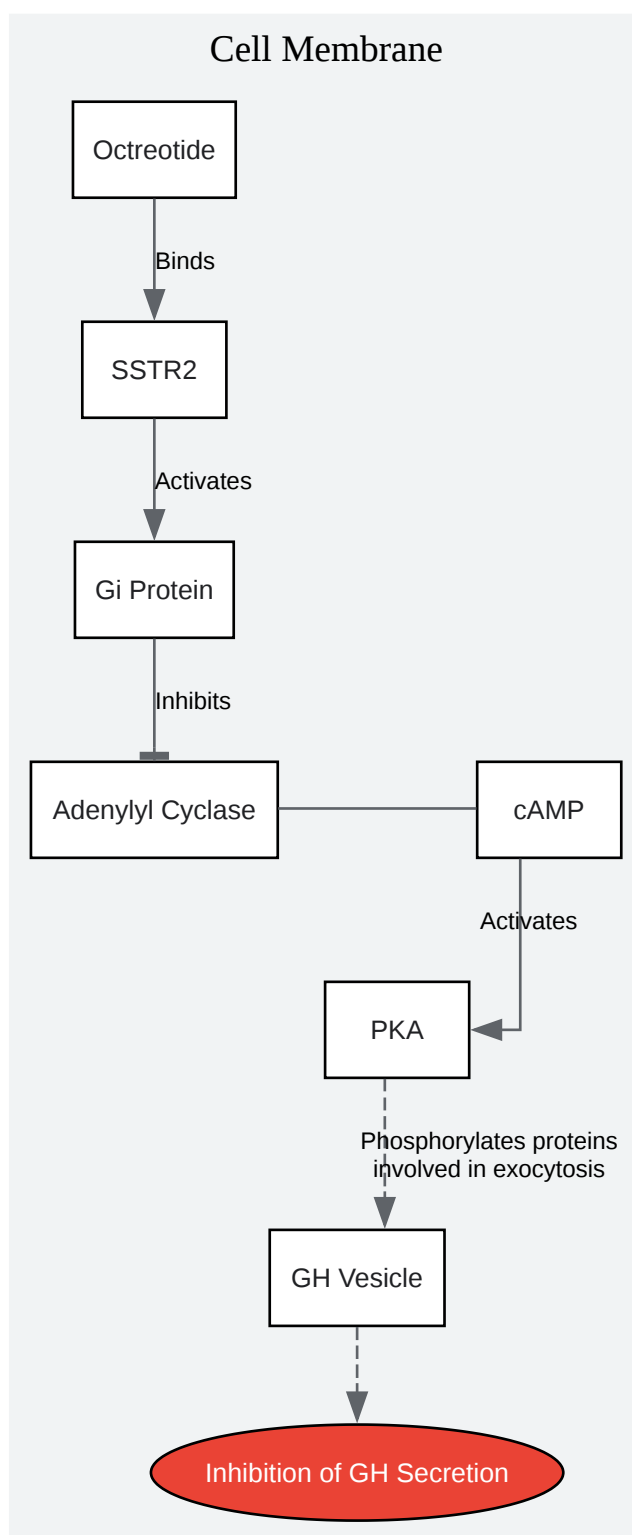 Cell Membrane
Octreotide
Binds
SSTR2
Activates
Gi Protein
Inhibits
Adenylyl Cyclase
cAMP
Activates
PKA
Phosphorylates proteins
involved in exocytosis
GH Vesicle
Inhibition of GH Secretion